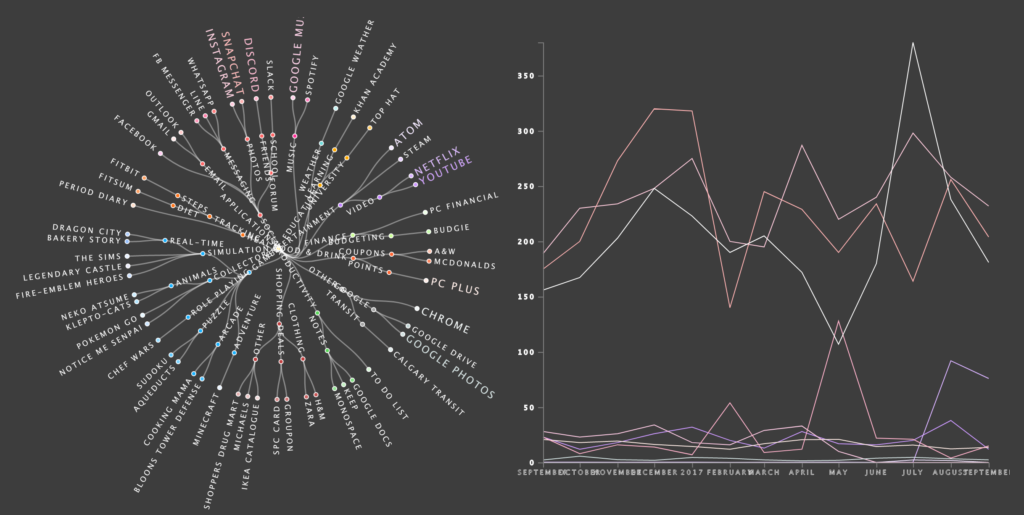 GOOGLE MU
DISCORD
SNAPCHAT
INSTAGRAM
SLACK
SPOTIFY
GOOGLE WEATHER
KHAN ACADEMY
TOP HAT
WHATSAPP
LINE
FB MESSENGER
OUTLOOK
GMAIL
FACEBOOK
ATOM
STEAM
NETFLIX
YOUTUBE
MUSIC
SCHOOL
FORUM
FRIENDS
PHOTOS
MESSAGING
EMAIL
WEATHER
LEARNING
UNIVERSITY
VIDEO
FITBIT
FITSUM
PERIOD DIARY
STEPS
DIET
TRACKING
PC FINANCIAL
BUDGIE
FINANCE
BUDGETING
DRAGON CITY
BAKERY STORY
REAL-TIME
SIMULATION
A&W
MCDONALDS
COUPONS
POINTS
PC PLUS
THE SIMS
LEGENDARY CASTLE
FIRE-EMBLEM HEROES
NEKO ATSUME
KLEPTO-CATS
ANIMALS
POKEMON GO
NOTICE ME SENPAI
ROLE PLAYING
CHEF WARS
PUZZLE
SUDOKU
AQUEDUCTS
ARCADE
COOKING MAMA
BLOONS TOWER DEFENSE
ADVENTURE
MINECRAFT
SHOPPING
DEALS
OTHER
SHOPPERS DRUG MART
MICHAELS
IKEA CATALOGUE
SPC CARD
GROUPON
CLOTHING
H&M
ZARA
PRODUCTIVITY
NOTES
TO DO LIST
GOOGLE DOCS
KEEP
MONOSPACE
TRANSIT
CALGARY TRANSIT
OTHER
GOOGLE
CHROME
GOOGLE DRIVE
GOOGLE PHOTOS
350
300
250
200
150
100
50
0
SEPTEMBER OCTOBER NOVEMBER DECEMBER 2017 FEBRUARY MARCH APRIL MAY JUNE JULY AUGUST SEPTEMBER